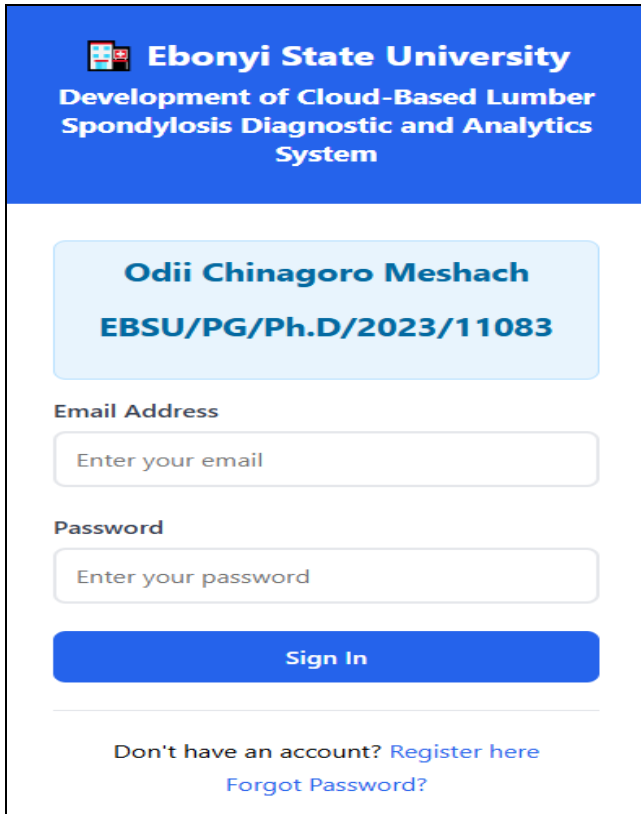 Ebonyi State University
Development of Cloud-Based Lumber
Spondylosis Diagnostic and Analytics
System
Odii Chinagoro Meshach
EBSU/PG/Ph.D/2023/11083
Email Address
Enter your email
Password
Enter your password
Sign In
Don't have an account? Register here
Forgot Password?